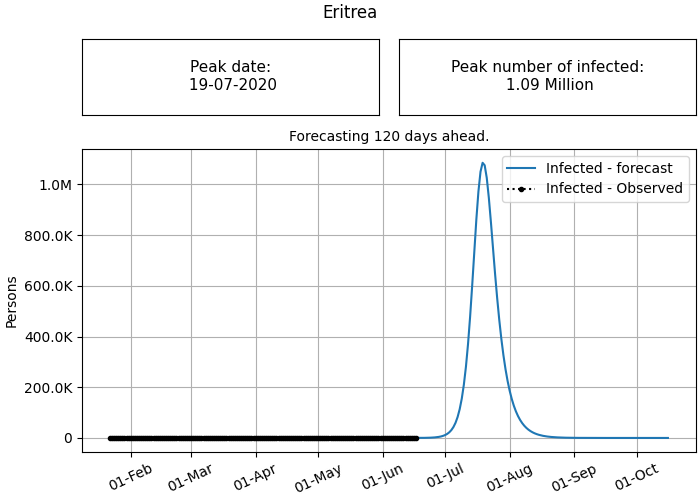 Eritrea
Peak date:
19-07-2020
Peak number of infected:
1.09 Million
Forecasting 120 days ahead.
Infected - forecast
Infected - Observed
Persons
1.0M
800.0K
600.0K
400.0K
200.0K
0
01-Feb
01-Mar
01-Apr
01-May
01-Jun
01-Jul
01-Aug
01-Sep
01-Oct